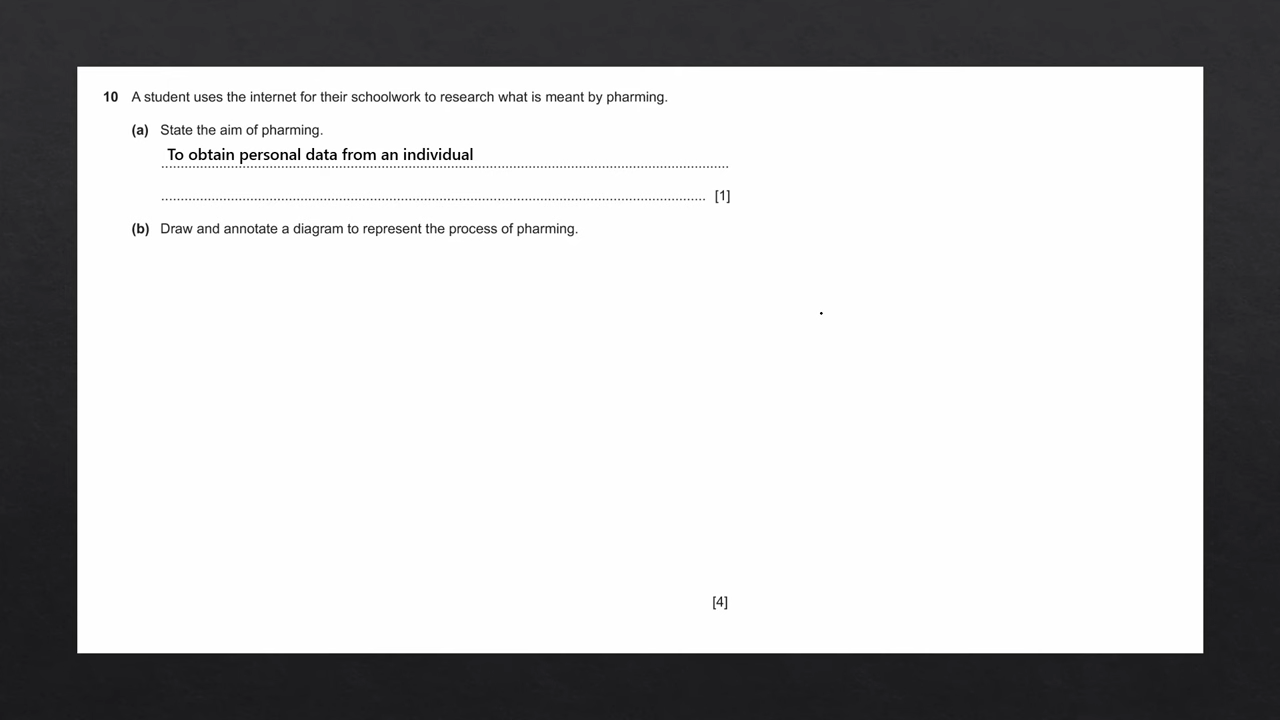 10 A student uses the internet for their schoolwork to research what is meant by pharming.
(a) State the aim of pharming.
To obtain personal data from an individual
[1]
(b) Draw and annotate a diagram to represent the process of pharming.
[4]